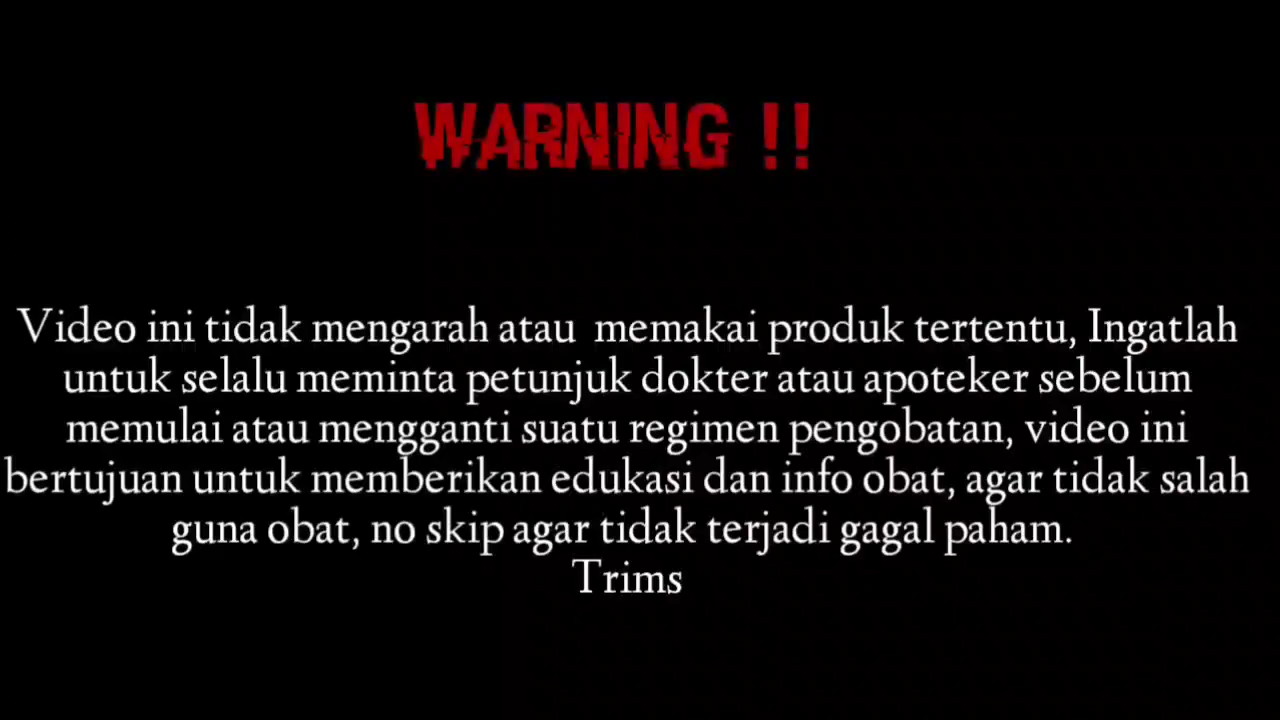 WARNING !!
Video ini tidak mengarah atau memakai produk tertentu, Ingatlah
untuk selalu meminta petunjuk dokter atau apoteker sebelum
memulai atau mengganti suatu regimen pengobatan, video ini
bertujuan untuk memberikan edukasi dan info obat, agar tidak salah
guna obat, no skip agar tidak terjadi gagal paham.
Trims